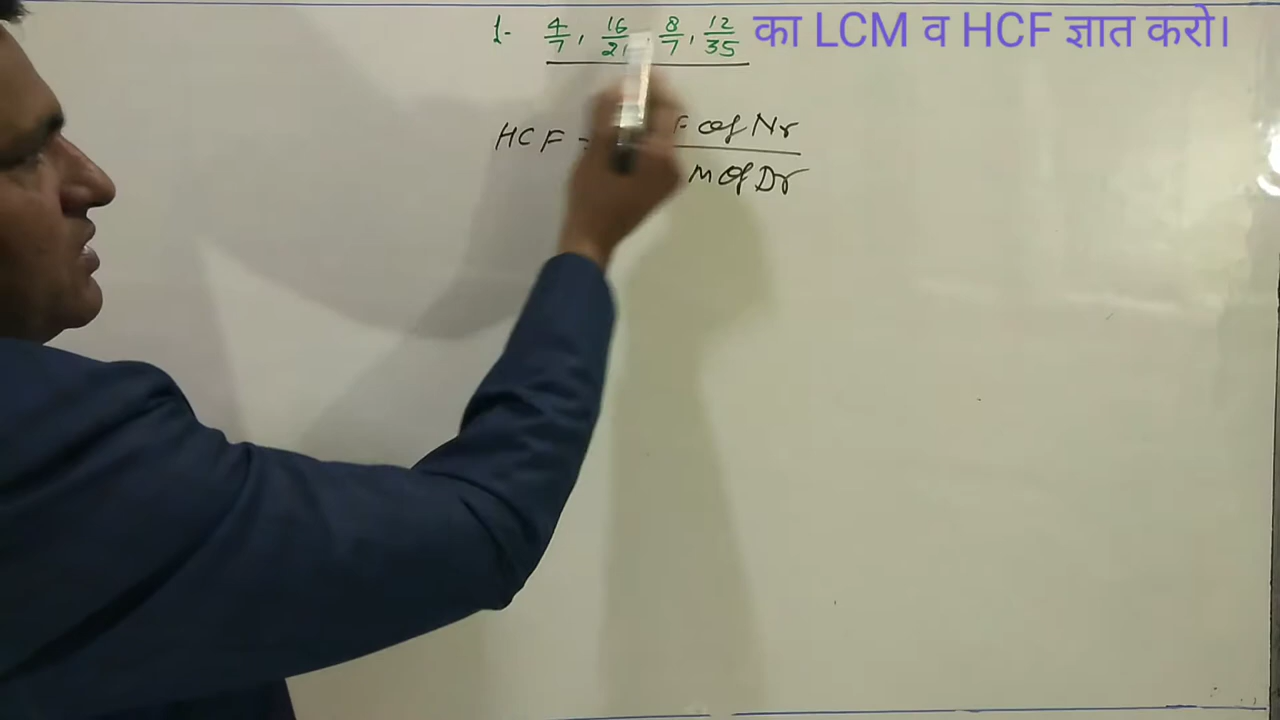 1- 4/7, 16/21, 8/7, 12/35 का LCM व HCF ज्ञात करो।
HCF = F of Nr
m of Dr